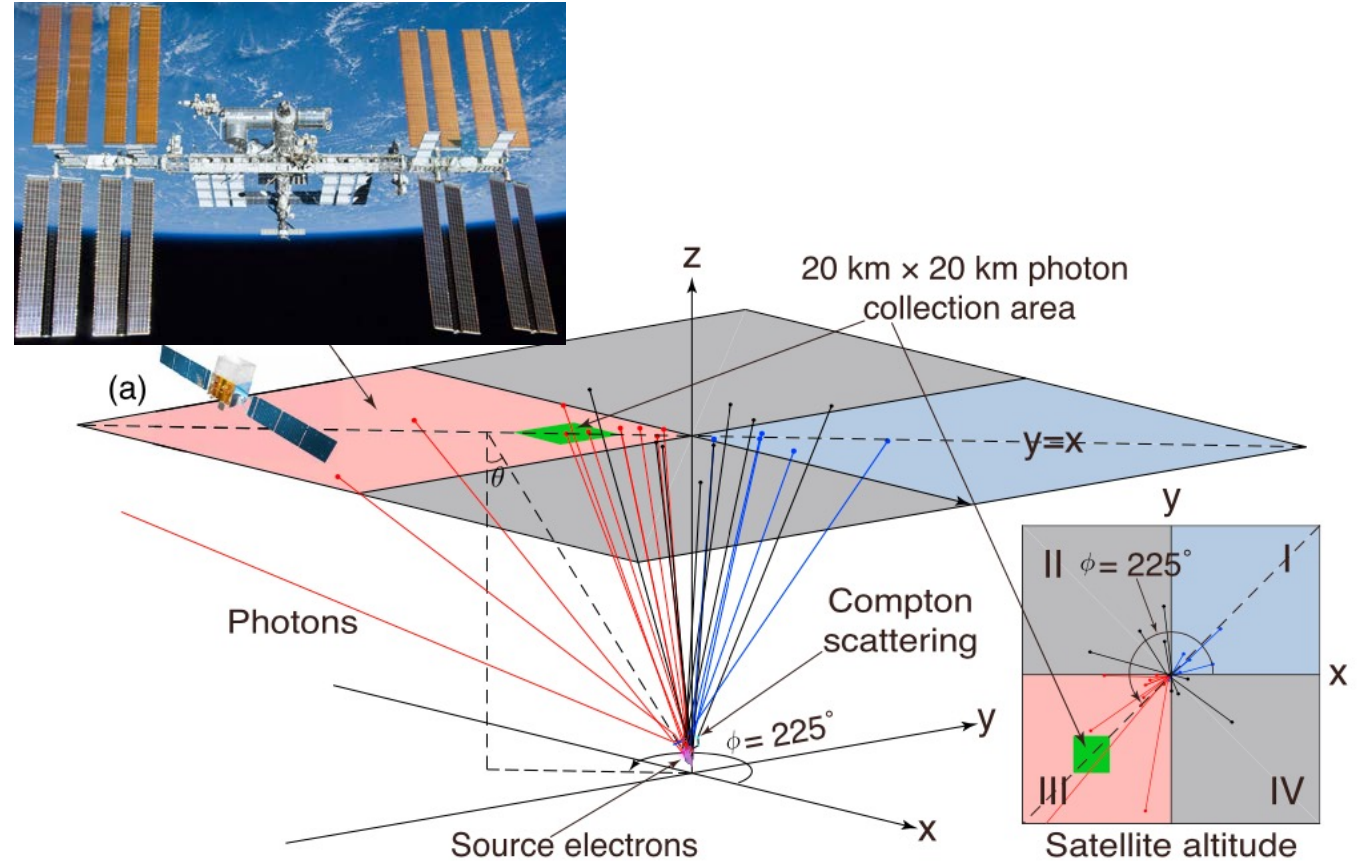 z
20 km × 20 km photon
collection area
(a)
y=x
θ
y
Photons
Compton
scattering
II
ϕ = 225°
I
x
III
IV
Satellite altitude
ϕ = 225°
y
x
Source electrons